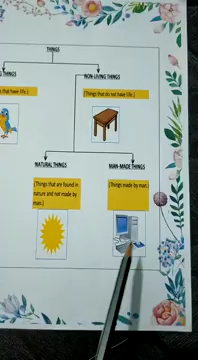 THINGS
G THINGS
NON-LIVING THINGS
that have life.)
(Things that do not have life.)
NATURAL THINGS
MAN-MADE THINGS
(Things that are found in
nature and not made by
man.)
(Things made by man.)